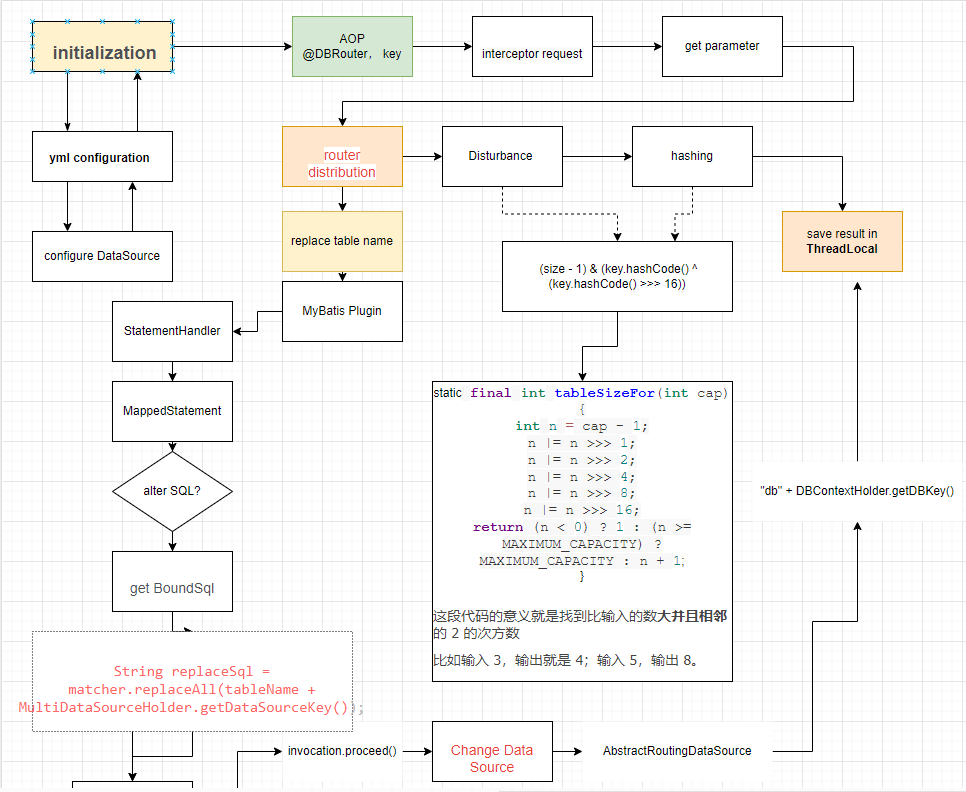 initialization
AOP
@DBRouter， key
interceptor request
get parameter
yml configuration
configure DataSource
router
distribution
Disturbance
hashing
save result in
ThreadLocal
replace table name
(size - 1) & (key.hashCode() ^
(key.hashCode() >>> 16))
MyBatis Plugin
StatementHandler
MappedStatement
alter SQL?
get BoundSql
String replaceSql =
matcher.replaceAll(tableName +
MultiDataSourceHolder.getDataSourceKey());
static final int tableSizeFor(int cap)
{
int n = cap - 1;
n |= n >>> 1;
n |= n >>> 2;
n |= n >>> 4;
n |= n >>> 8;
n |= n >>> 16;
return (n < 0) ? 1 : (n >=
MAXIMUM_CAPACITY) ?
MAXIMUM_CAPACITY : n + 1;
}
这段代码的意义就是找到比输入的数大并且相邻
的 2 的次方数
比如输入 3，输出就是 4；输入 5，输出 8。
"db" + DBContextHolder.getDBKey()
invocation.proceed()
Change Data
Source
AbstractRoutingDataSource